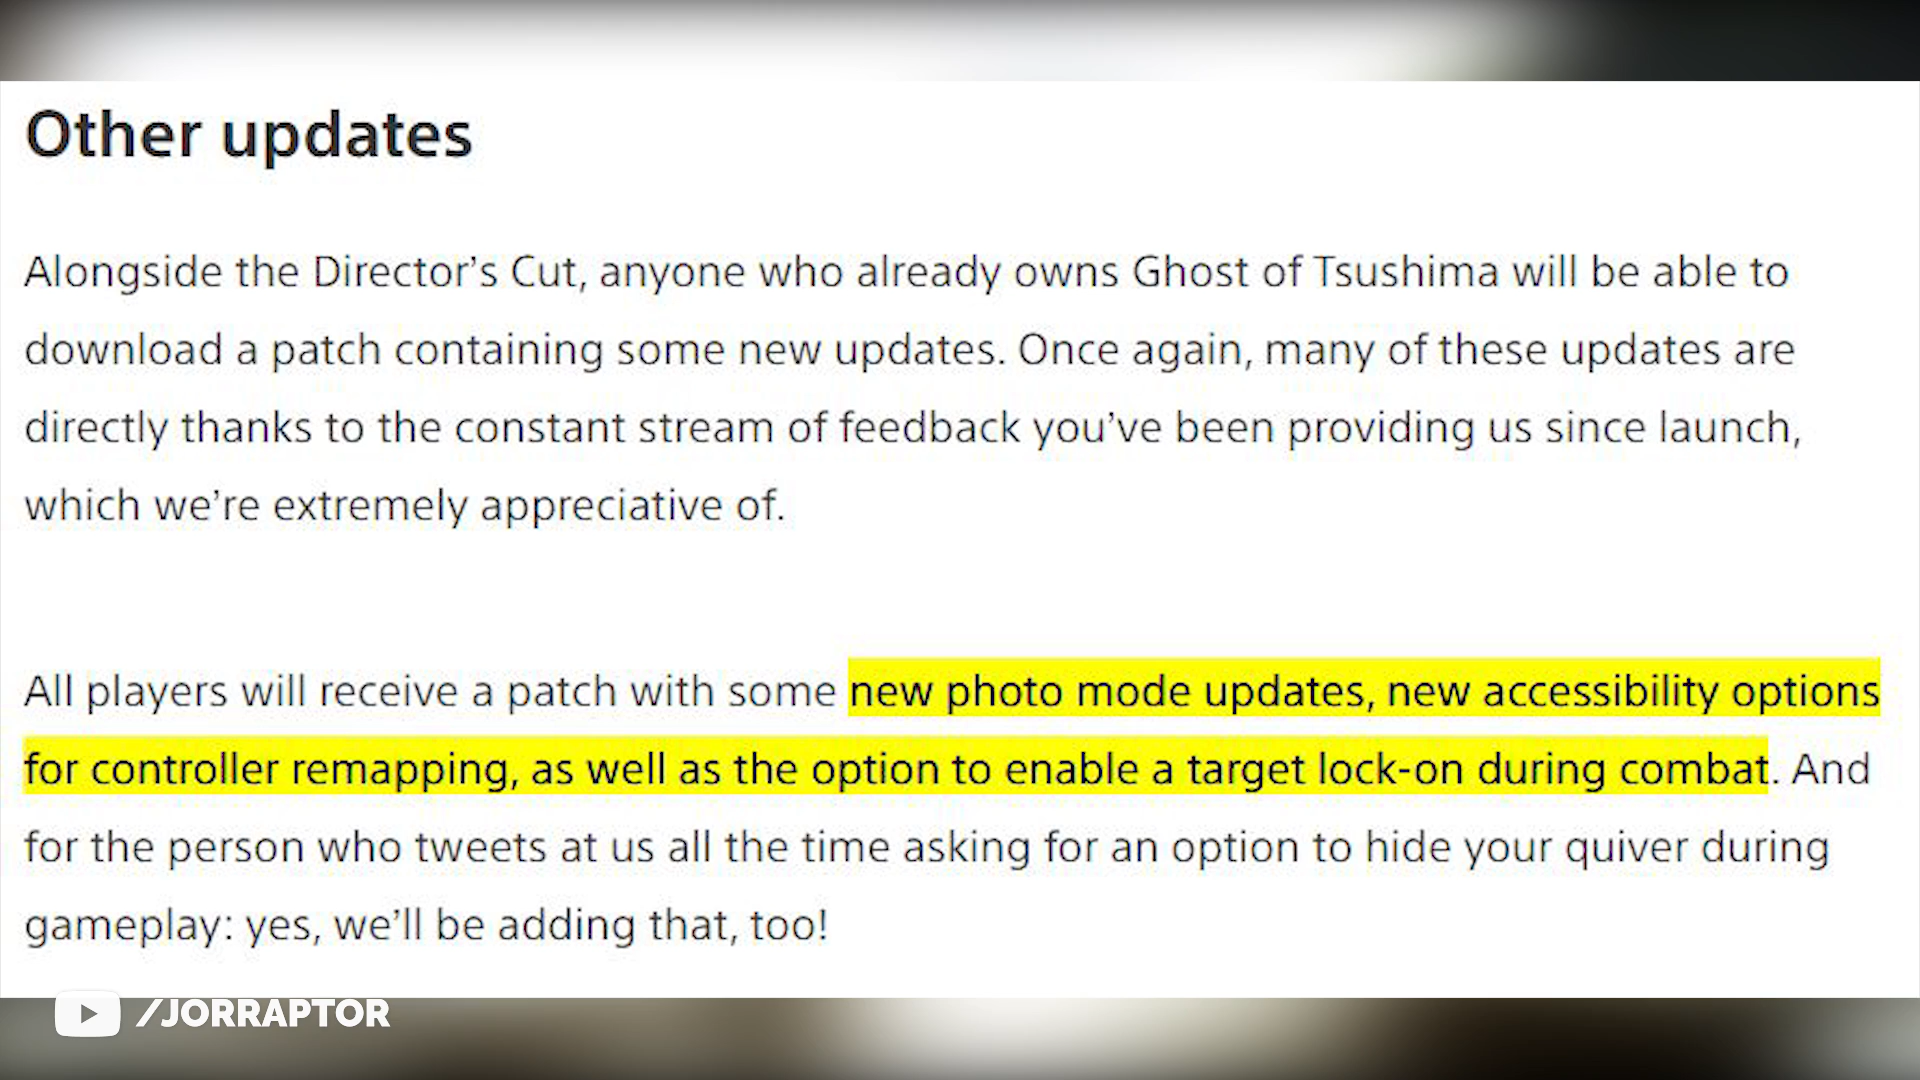 Other updates
Alongside the Director’s Cut, anyone who already owns Ghost of Tsushima will be able to
download a patch containing some new updates. Once again, many of these updates are
directly thanks to the constant stream of feedback you’ve been providing us since launch,
which we’re extremely appreciative of.
All players will receive a patch with some new photo mode updates, new accessibility options
for controller remapping, as well as the option to enable a target lock-on during combat. And
for the person who tweets at us all the time asking for an option to hide your quiver during
gameplay: yes, we’ll be adding that, too!
/JORRAPTOR